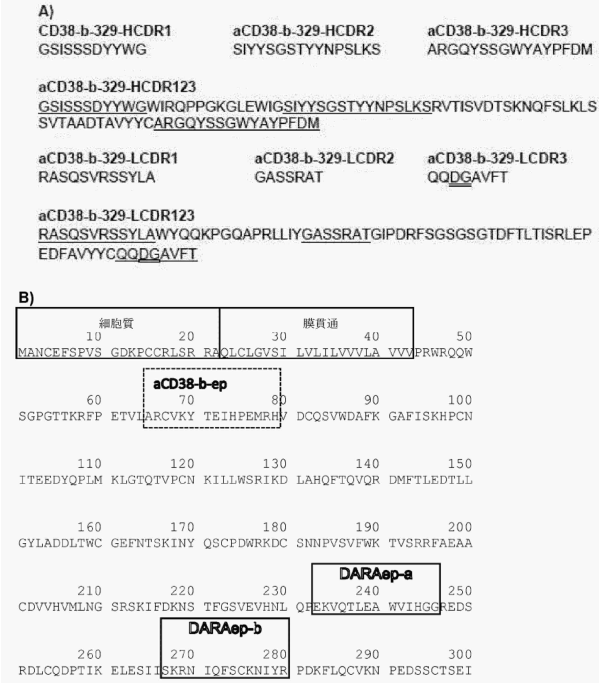 A)
CD38-b-329-HCDR1 aCD38-b-329-HCDR2 aCD38-b-329-HCDR3
GSISSSDYYWG SIYYSGSTYYNPSLKS ARGQYSSGWYAYPFDM
aCD38-b-329-HCDR123
GSISSSDYYWGWIRQPPGKGLEWIGSIYYSGSTYYNPSLKSRVTISVDTSKNQFSLKLS
SVTAADTAVYYCARGQYSSGWYAYPFDM
aCD38-b-329-LCDR1 aCD38-b-329-LCDR2 aCD38-b-329-LCDR3
RASQSVRSSYLA GASSRAT QQDGAVFT
aCD38-b-329-LCDR123
RASQSVRSSYLAWYQQKPGQAPRLLIYGASSRATGIPDRFSGSGSGTDFTLTISRLEP
EDFAVYYCQQDGAVFT
B)
細胞質 膜貫通
10 20 30 40 50
MANCEFSPVS GDKPCCRLSR RAQLCLGVSI LVLILVVVLA VVVPRWRQQW
aCD38-b-ep
60 70 80 90 100
SGPGTTKRFP ETVLARCVKY TEIHPEMRHV DCQSVWDAFK GAFISKHPCN
110 120 130 140 150
ITEEDYQPLM KLGTQTVPCN KILLWSRIKD LAHQFTQVQR DMFTLEDTLL
160 170 180 190 200
GYLADDLTWC GEFNTSKINY QSCPDWRKDC SNNPVSVFWK TVSRRFAEAA
DARAep-a
210 220 230 240 250
CDVVHVMLNG SRSKIFDKNS TFGSVEVHNL QPEKVQTLEA WVIHGGREDS
DARAep-b
260 270 280 290 300
RDLCQDPTIK ELESIISKRN IQFSCKNIYR PDKFLQCVKN PEDSSCTSEI